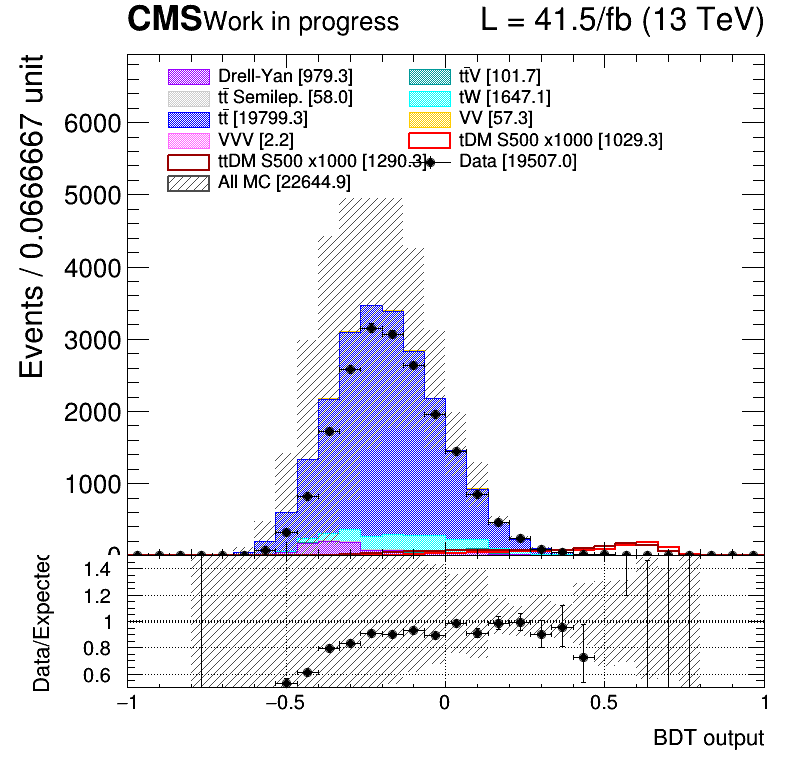 CMS Work in progress L = 41.5/fb (13 TeV)
Drell-Yan [979.3] tt̄V [101.7]
tt̄ Semilep. [58.0] tW [1647.1]
tt̄ [19799.3] VV [57.3]
VVV [2.2] tDM S500 x1000 [1029.3]
ttDM S500 x1000 [1290.3] Data [19507.0]
All MC [22644.9]
Events / 0.0666667 unit
6000
5000
4000
3000
2000
1000
0
Data/Expected
1.4
1.2
1
0.8
0.6
−1 −0.5 0 0.5 1
BDT output